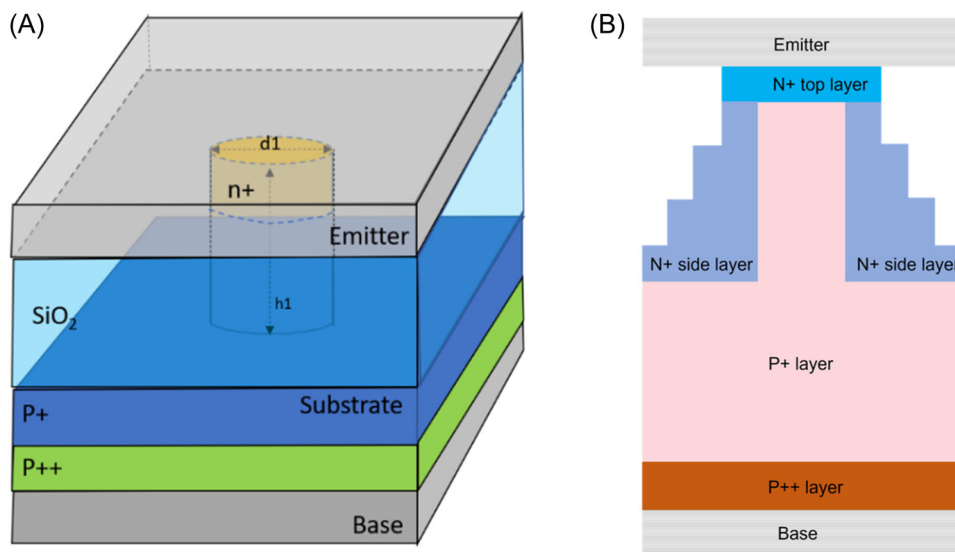 (A)
d1
n+
Emitter
h1
SiO₂
Substrate
P+
P++
Base
(B)
Emitter
N+ top layer
N+ side layer
N+ side layer
P+ layer
P++ layer
Base